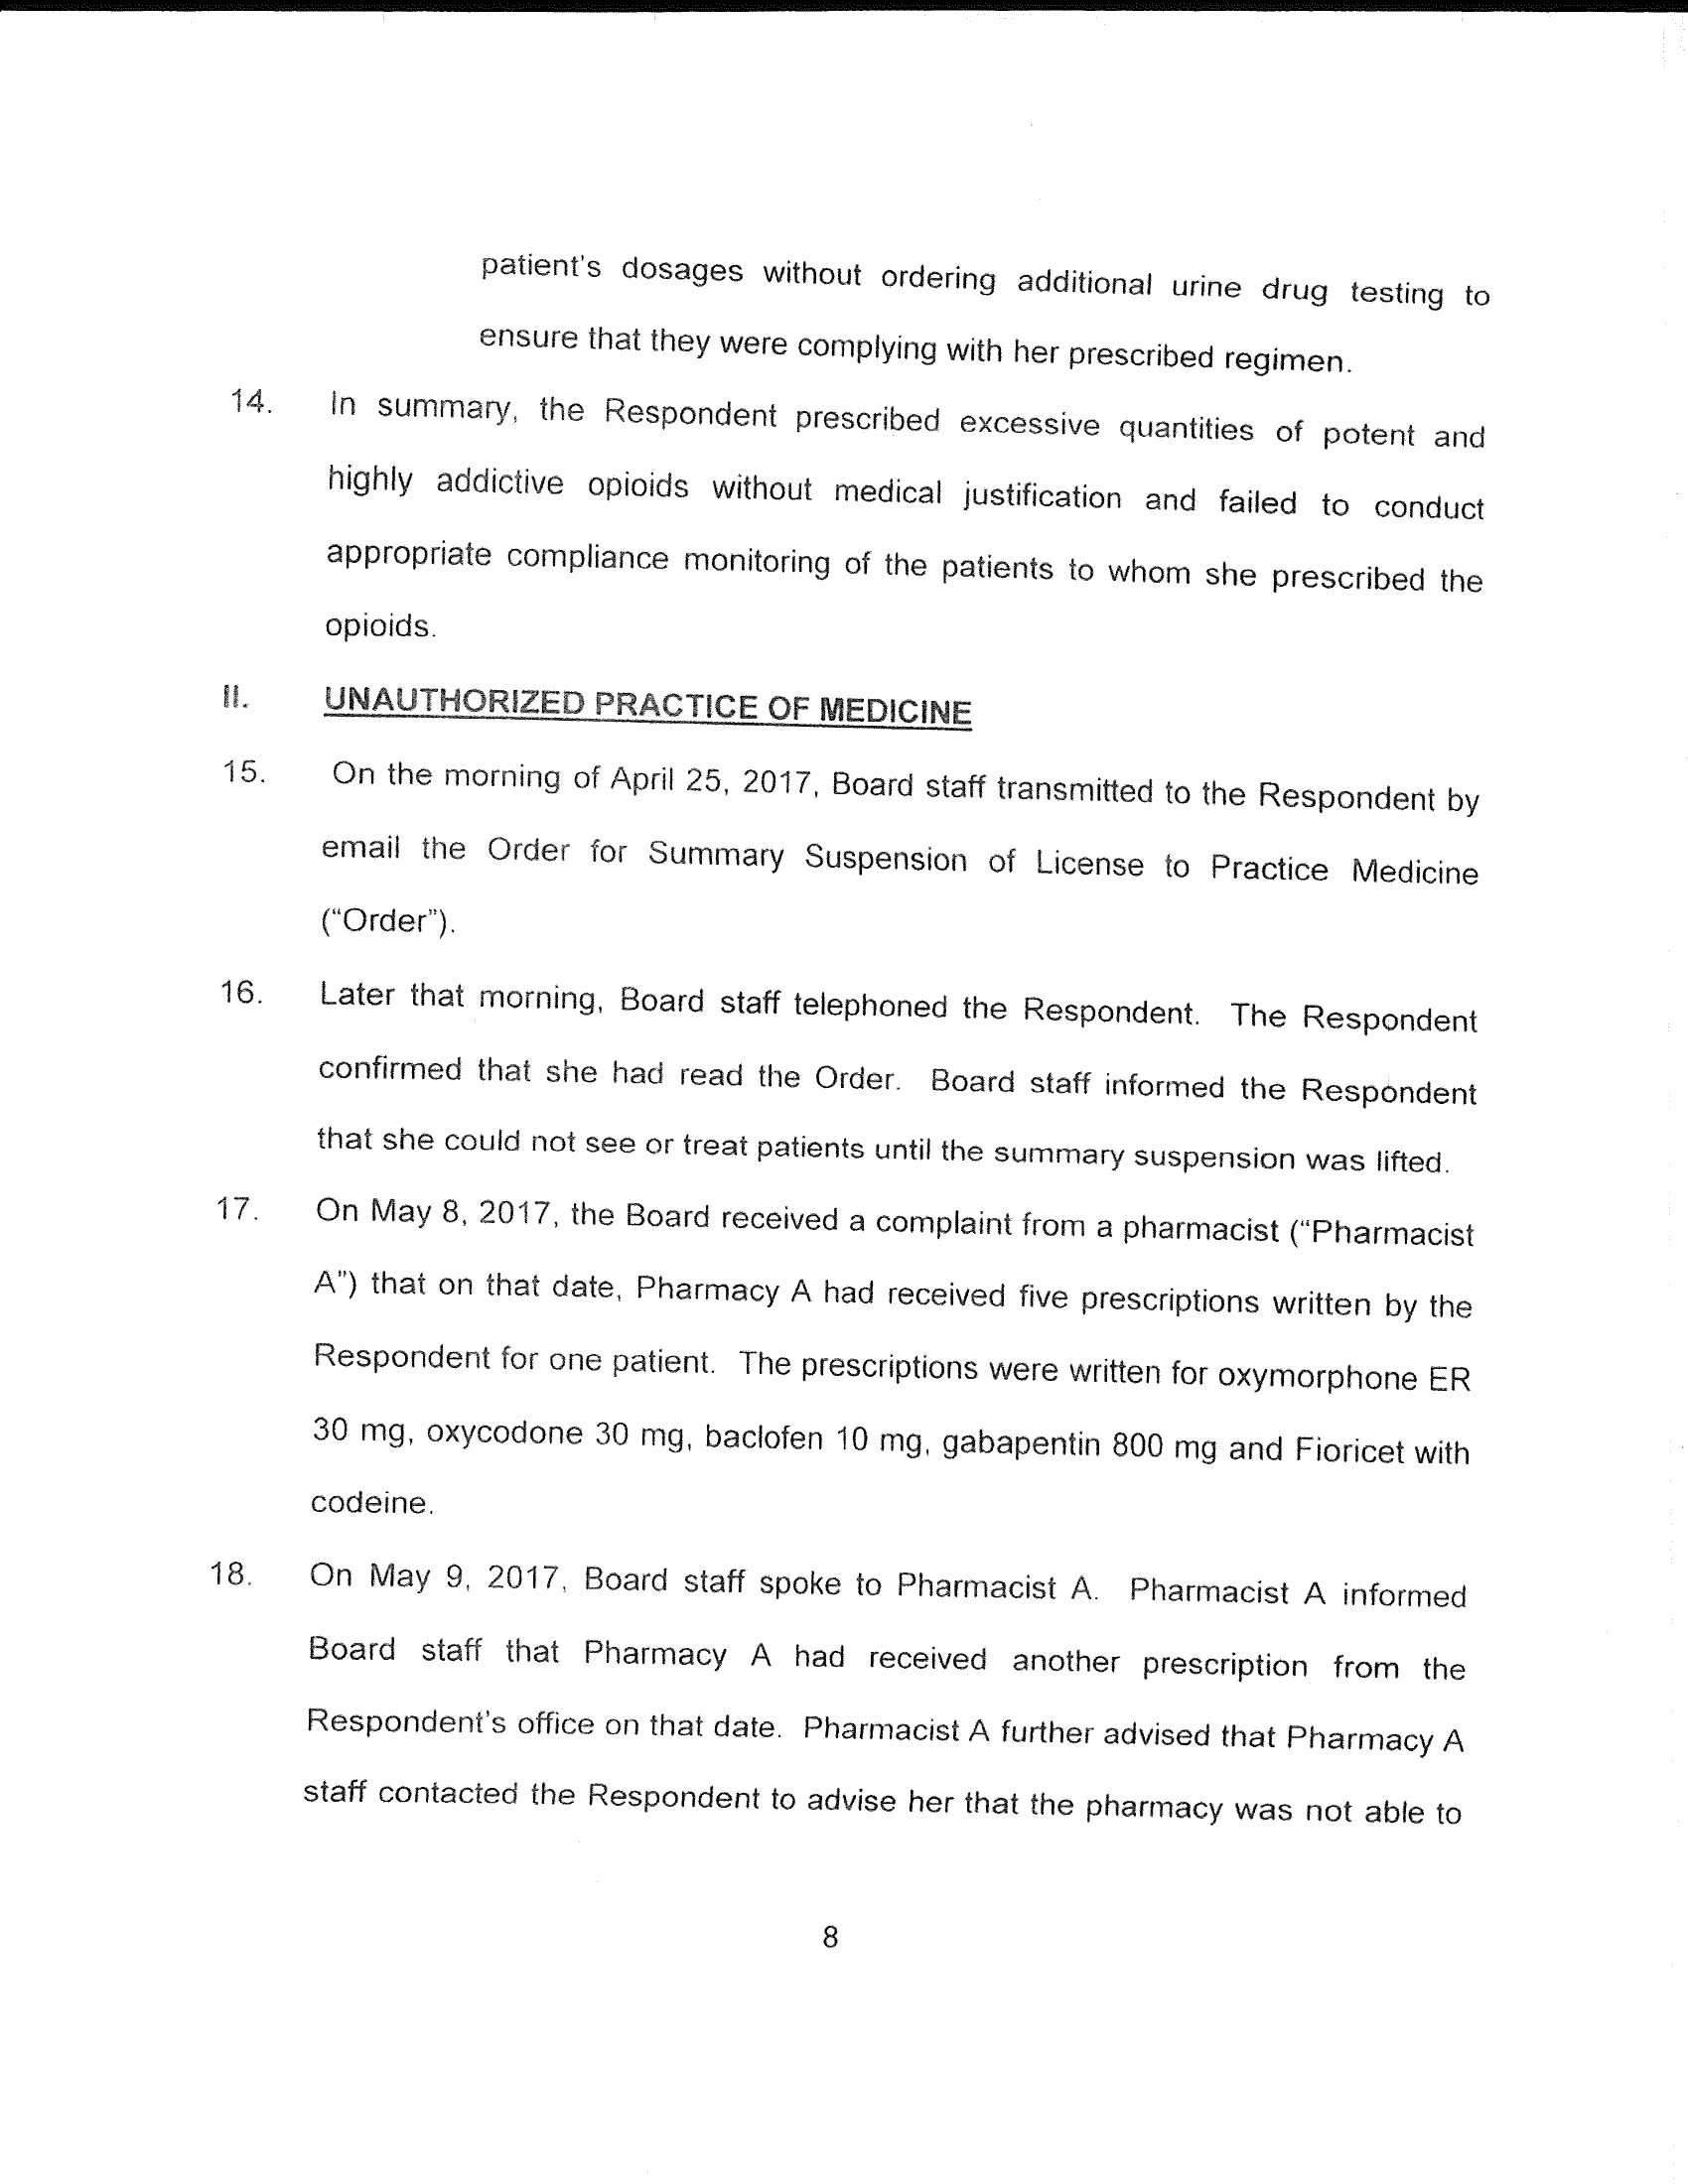 patient's dosages without ordering additional urine drug testing to
ensure that they were complying with her prescribed regimen.
14. In summary, the Respondent prescribed excessive quantities of potent and
highly addictive opioids without medical justification and failed to conduct
appropriate compliance monitoring of the patients to whom she prescribed the
opioids.
II. UNAUTHORIZED PRACTICE OF MEDICINE
15. On the morning of April 25, 2017, Board staff transmitted to the Respondent by
email the Order for Summary Suspension of License to Practice Medicine
(“Order”).
16. Later that morning, Board staff telephoned the Respondent. The Respondent
confirmed that she had read the Order. Board staff informed the Respondent
that she could not see or treat patients until the summary suspension was lifted.
17. On May 8, 2017, the Board received a complaint from a pharmacist (“Pharmacist
A”) that on that date, Pharmacy A had received five prescriptions written by the
Respondent for one patient. The prescriptions were written for oxymorphone ER
30 mg, oxycodone 30 mg, baclofen 10 mg, gabapentin 800 mg and Fioricet with
codeine.
18. On May 9, 2017, Board staff spoke to Pharmacist A. Pharmacist A informed
Board staff that Pharmacy A had received another prescription from the
Respondent's office on that date. Pharmacist A further advised that Pharmacy A
staff contacted the Respondent to advise her that the pharmacy was not able to
8